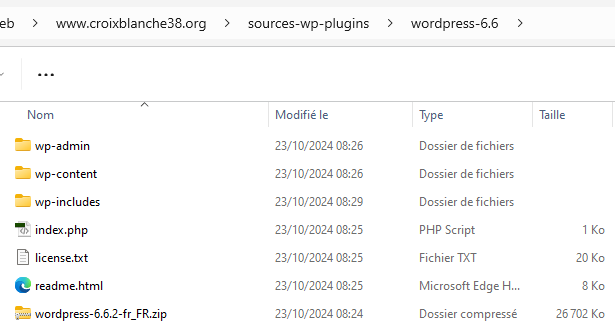 eb > www.croixblanche38.org > sources-wp-plugins > wordpress-6.6 >
...
Nom Modifié le Type Taille
wp-admin 23/10/2024 08:26 Dossier de fichiers
wp-content 23/10/2024 08:26 Dossier de fichiers
wp-includes 23/10/2024 08:29 Dossier de fichiers
index.php 23/10/2024 08:25 PHP Script 1 Ko
license.txt 23/10/2024 08:25 Fichier TXT 20 Ko
readme.html 23/10/2024 08:25 Microsoft Edge H... 8 Ko
wordpress-6.6.2-fr_FR.zip 23/10/2024 08:24 Dossier compressé 26 702 Ko